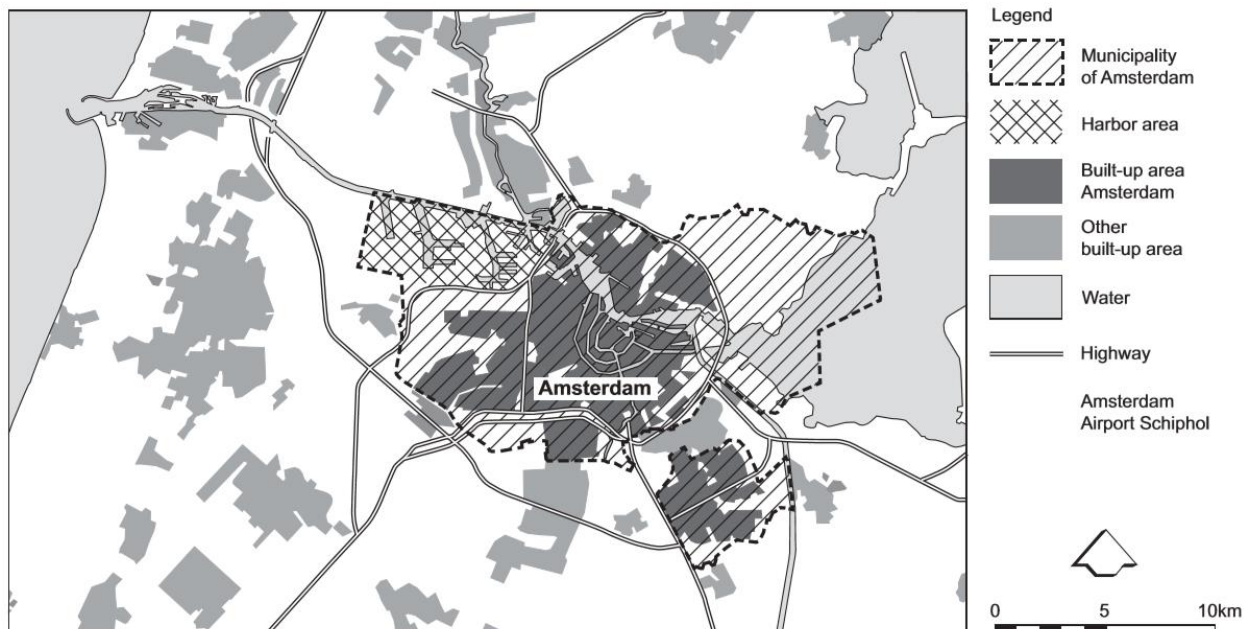 Legend
Municipality
of Amsterdam
Harbor area
Built-up area
Amsterdam
Other
built-up area
Water
Highway
Amsterdam
Airport Schiphol
Amsterdam
0 5 10km